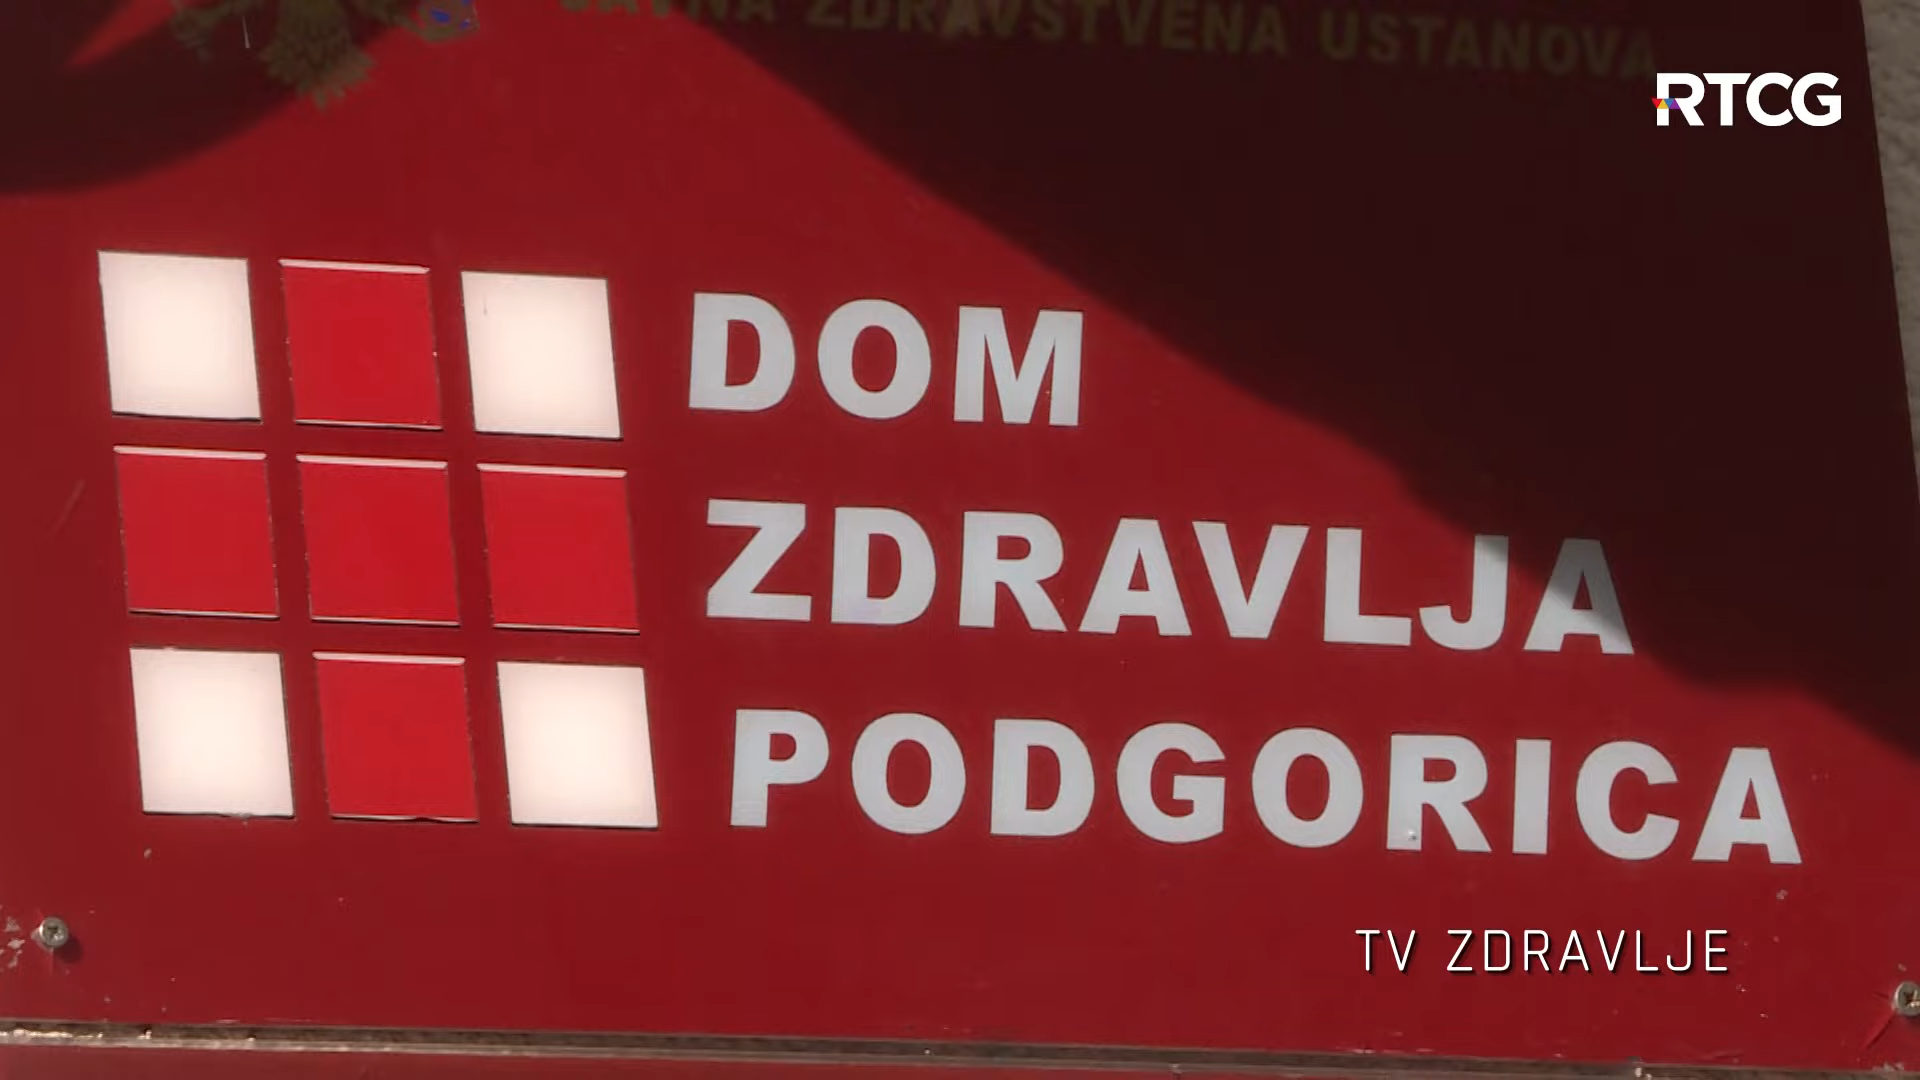 JAVNA ZDRAVSTVENA USTANOVA
RTCG
DOM
ZDRAVLJA
PODGORICA
TV ZDRAVLJE